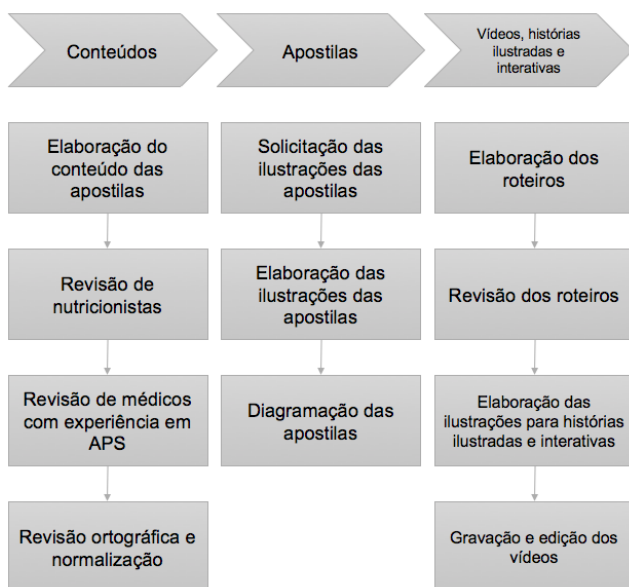 Conteúdos
Apostilas
Vídeos, histórias
ilustradas e
interativas
Elaboração do
conteúdo das
apostilas
Revisão de
nutricionistas
Revisão de médicos
com experiência em
APS
Revisão ortográfica e
normalização
Solicitação das
ilustrações das
apostilas
Elaboração das
ilustrações das
apostilas
Diagramação das
apostilas
Elaboração dos
roteiros
Revisão dos roteiros
Elaboração das
ilustrações para histórias
ilustradas e interativas
Gravação e edição dos
vídeos